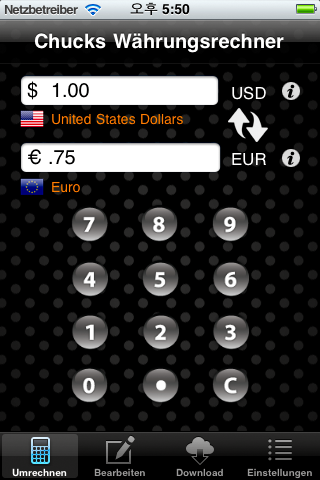 Netzbetreiber 오후 5:50
Chucks Währungsrechner
$ 1.00 USD i
United States Dollars
€ .75 EUR i
Euro
7 8 9
4 5 6
1 2 3
0 • C
Umrechnen Bearbeiten Download Einstellungen